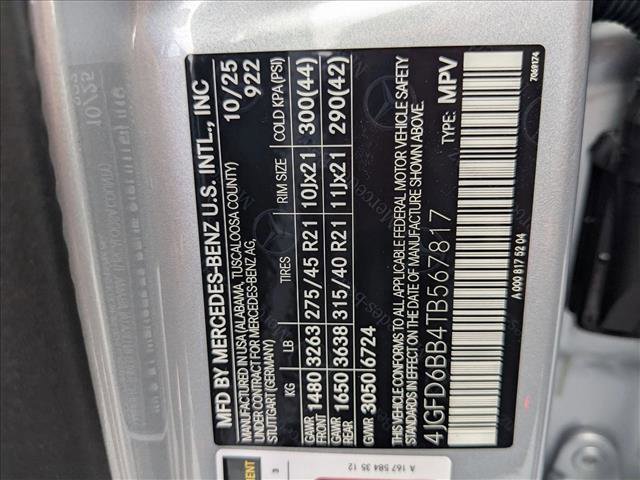 MFD BY MERCEDES-BENZ U.S. INTL., INC
MANUFACTURED IN USA (ALABAMA, TUSCALOOSA COUNTY)
UNDER CONTRACT FOR MERCEDES-BENZ AG,
STUTTGART (GERMANY)
10/25
922
KG LB TIRES RIM SIZE COLD KPA (PSI)
GAWR FRONT 1480 3263 275/45 R21 10Jx21 300(44)
GAWR REAR 1650 3638 315/40 R21 11Jx21 290(42)
GVWR 3050 6724
THIS VEHICLE CONFORMS TO ALL APPLICABLE FEDERAL MOTOR VEHICLE SAFETY
STANDARDS IN EFFECT ON THE DATE OF MANUFACTURE SHOWN ABOVE.
4JGFD6BB4TB567817 TYPE: MPV
A 000 817 52 04
7069174
A 167 584 35 12
3